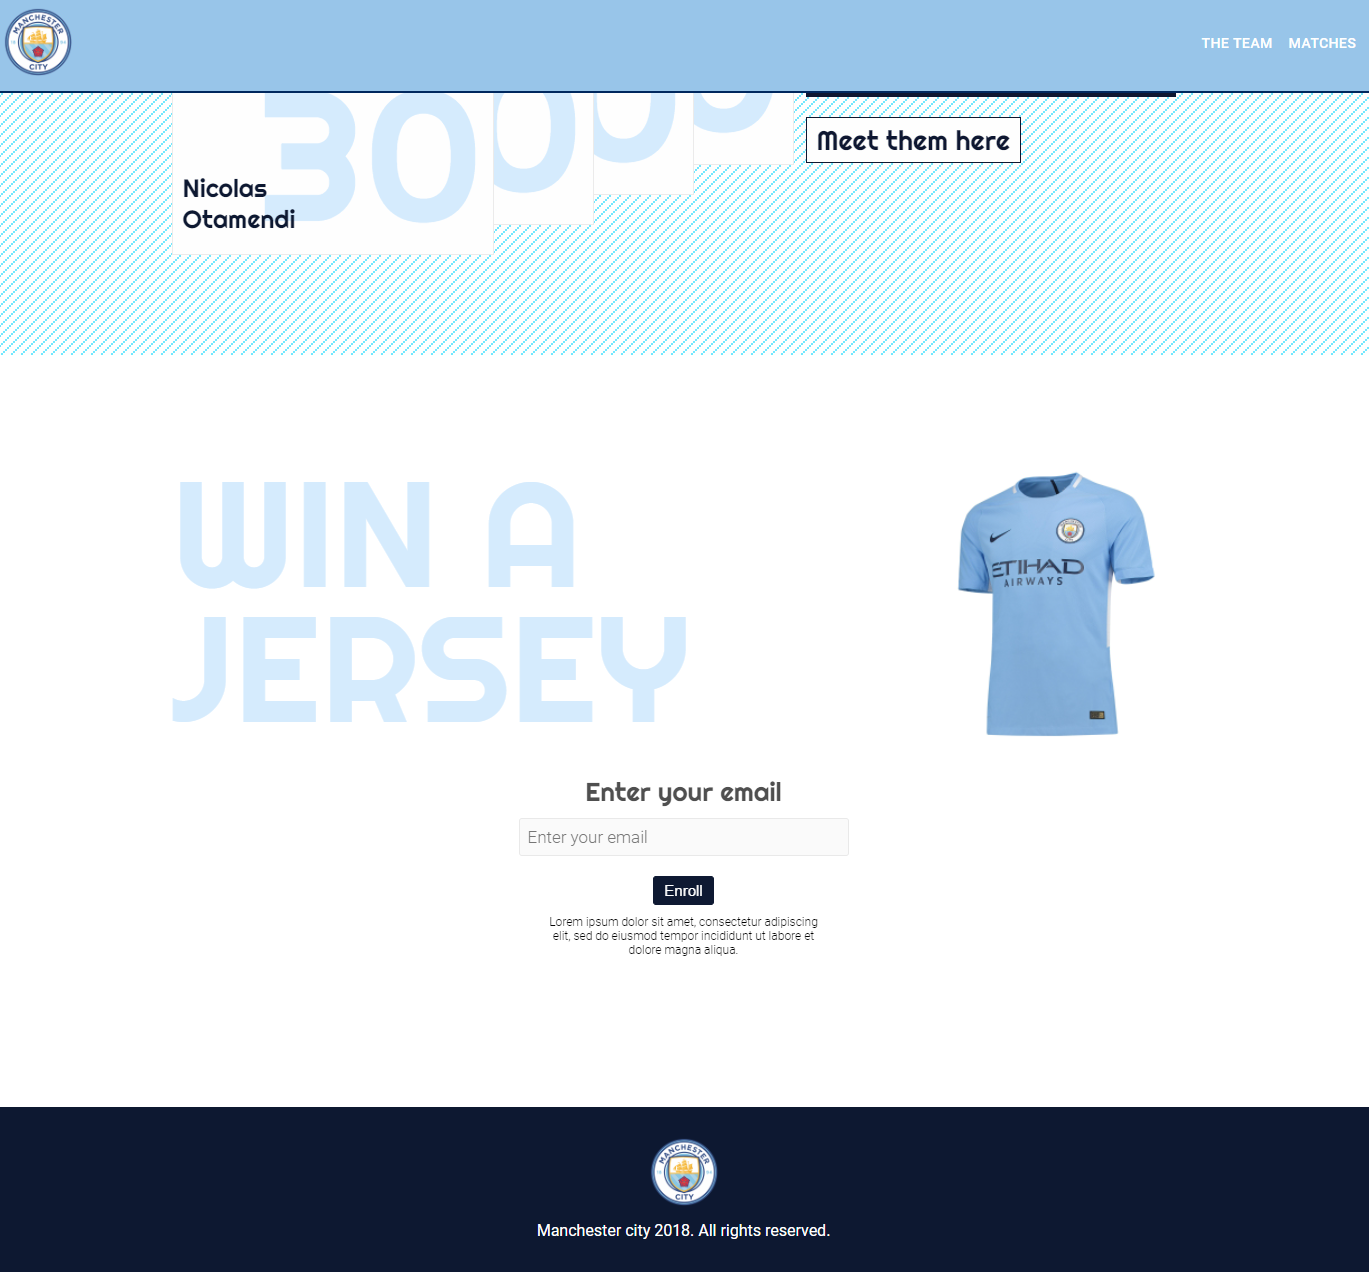 MANCHESTER
CITY
THE TEAM
MATCHES
30
0
Meet them here
Nicolas
Otamendi
WIN A
JERSEY
ETIHAD
AIRWAYS
Enter your email
Enter your email
Enroll
Lorem ipsum dolor sit amet, consectetur adipiscing
elit, sed do eiusmod tempor incididunt ut labore et
dolore magna aliqua.
MANCHESTER
CITY
Manchester city 2018. All rights reserved.